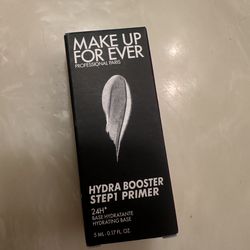 MAKE UP
FOR EVER
PROFESSIONAL PARIS
HYDRA BOOSTER
STEP1 PRIMER
24H*
BASE HYDRATANTE
HYDRATING BASE
5 ML - 0.17 FL. OZ